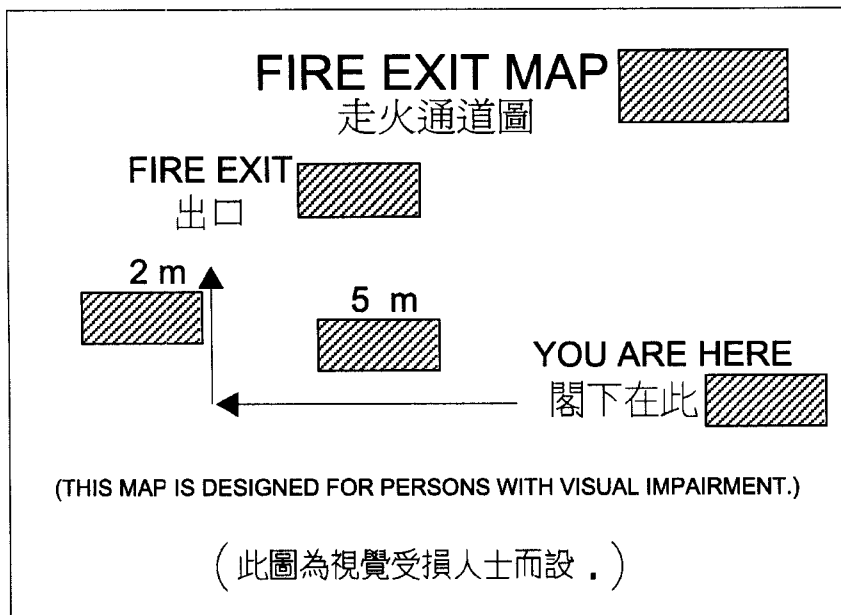 FIRE EXIT MAP
走火通道圖
FIRE EXIT
出口
2 m
5 m
YOU ARE HERE
閣下在此
(THIS MAP IS DESIGNED FOR PERSONS WITH VISUAL IMPAIRMENT.)
(此圖為視覺受損人士而設．)